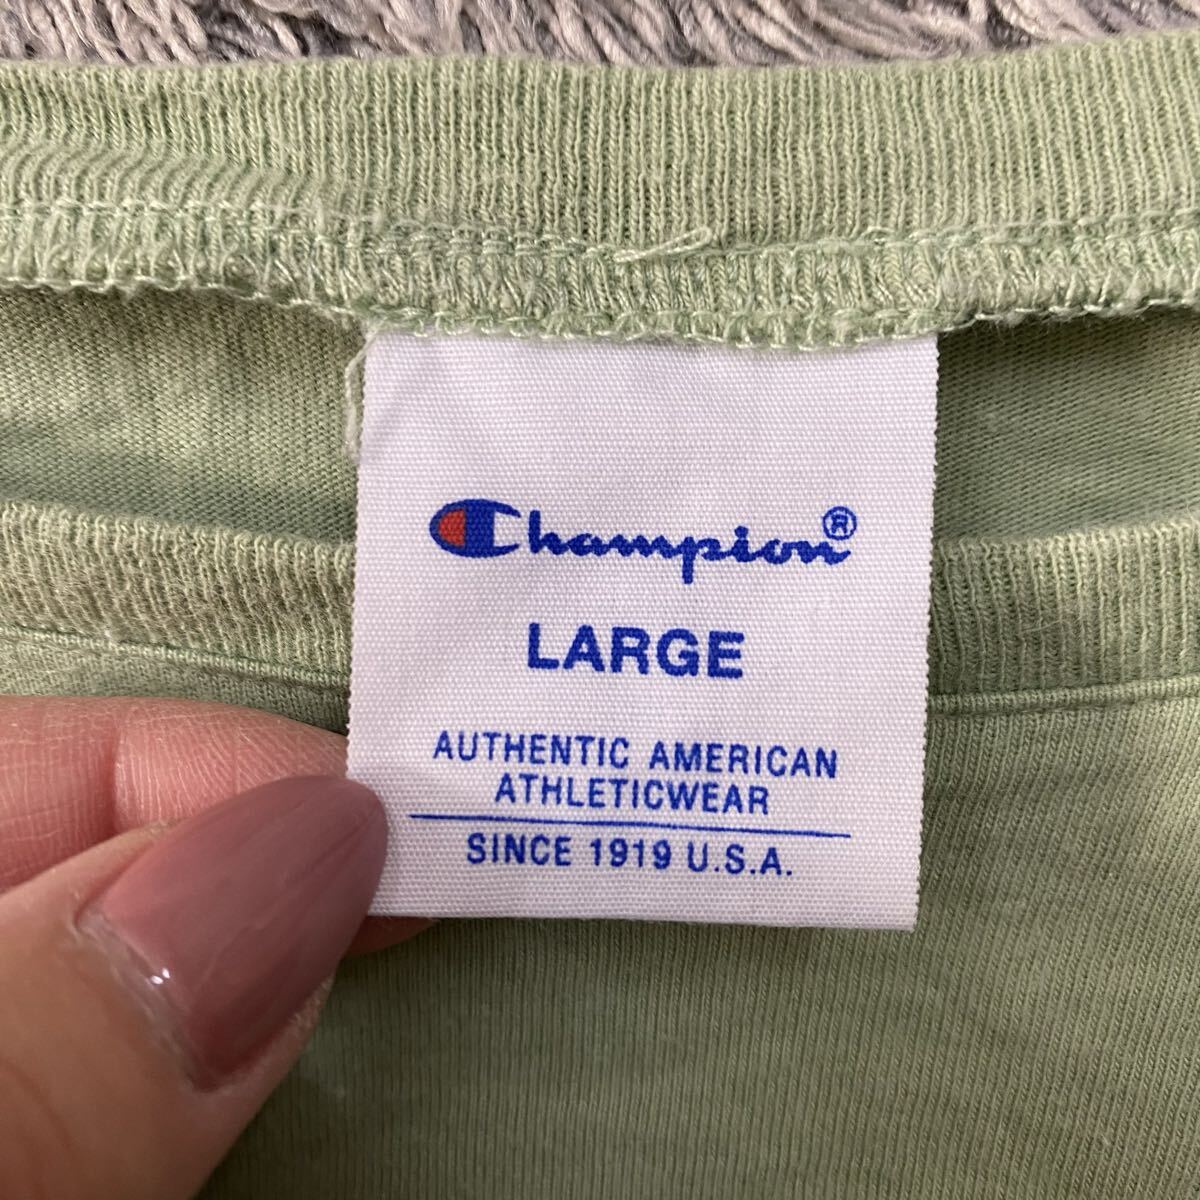 Champion®
LARGE
AUTHENTIC AMERICAN
ATHLETICWEAR
SINCE 1919 U.S.A.